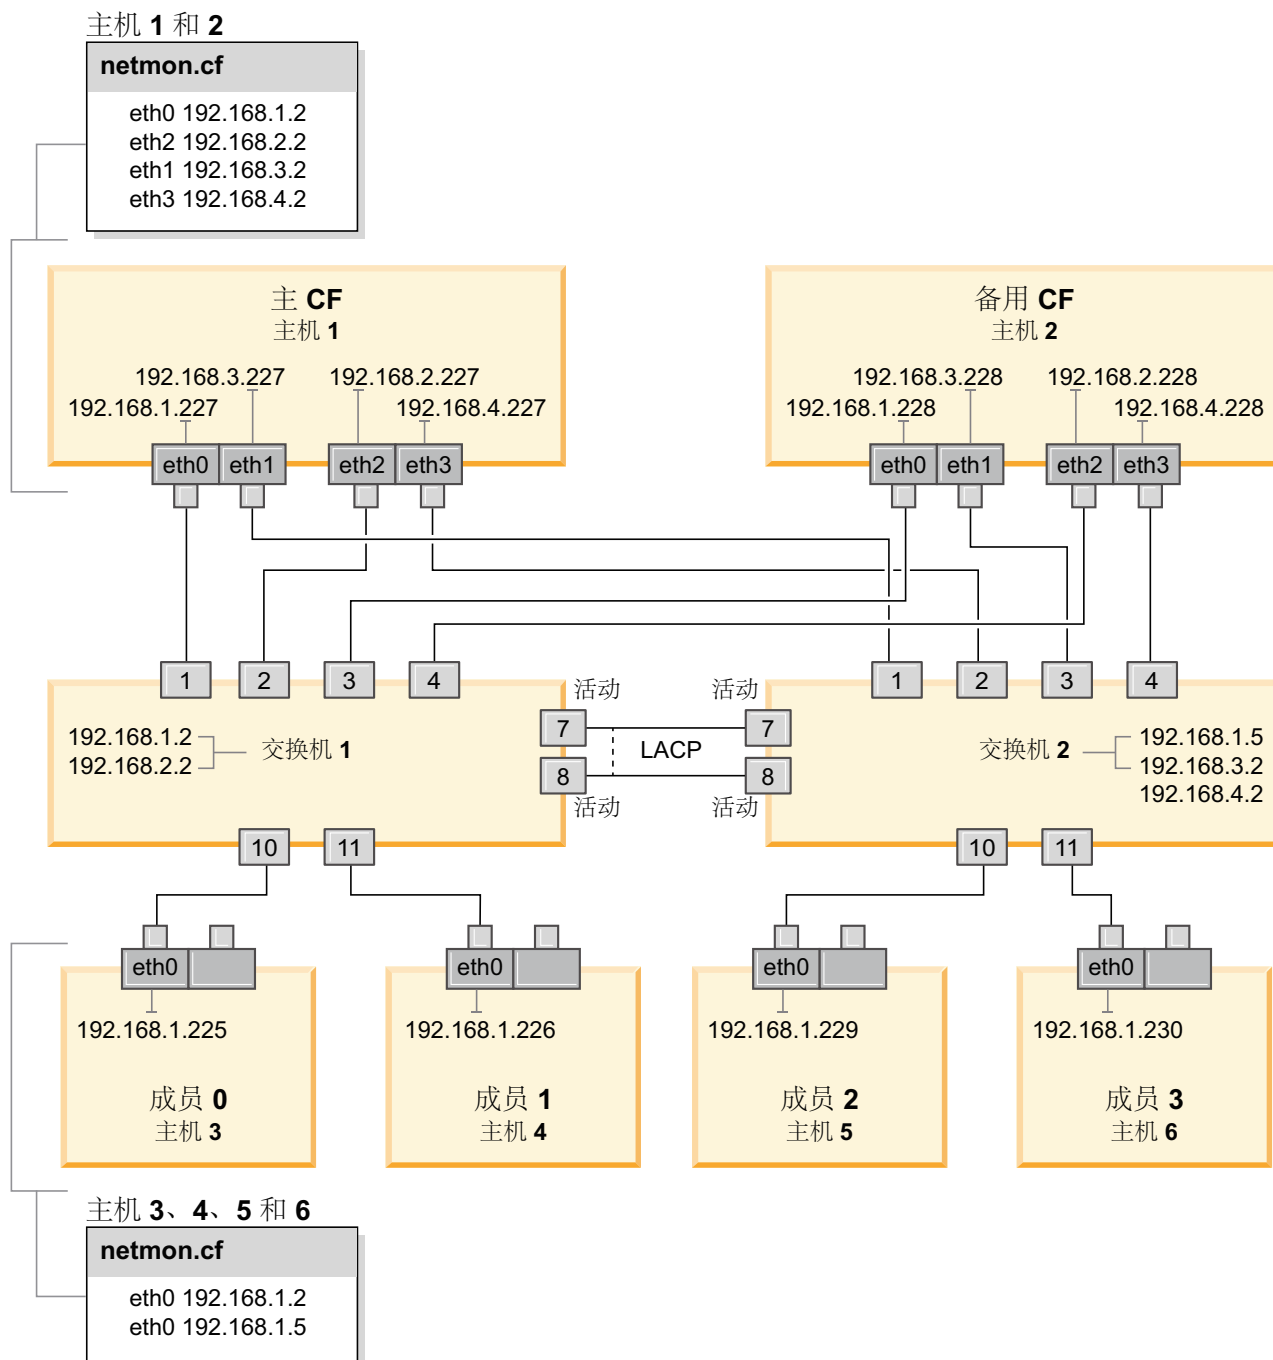 主机 1 和 2
netmon.cf
eth0 192.168.1.2
eth2 192.168.2.2
eth1 192.168.3.2
eth3 192.168.4.2
主 CF
主机 1
192.168.3.227 192.168.2.227
192.168.1.227 192.168.4.227
eth0 eth1 eth2 eth3
备用 CF
主机 2
192.168.3.228 192.168.2.228
192.168.1.228 192.168.4.228
eth0 eth1 eth2 eth3
1 2 3 4
1 2 3 4
活动 活动
7 7
LACP
8 8
活动 活动
192.168.1.2
192.168.2.2
交换机 1
交换机 2
192.168.1.5
192.168.3.2
192.168.4.2
10 11
10 11
eth0
192.168.1.225
成员 0
主机 3
eth0
192.168.1.226
成员 1
主机 4
eth0
192.168.1.229
成员 2
主机 5
eth0
192.168.1.230
成员 3
主机 6
主机 3、4、5 和 6
netmon.cf
eth0 192.168.1.2
eth0 192.168.1.5